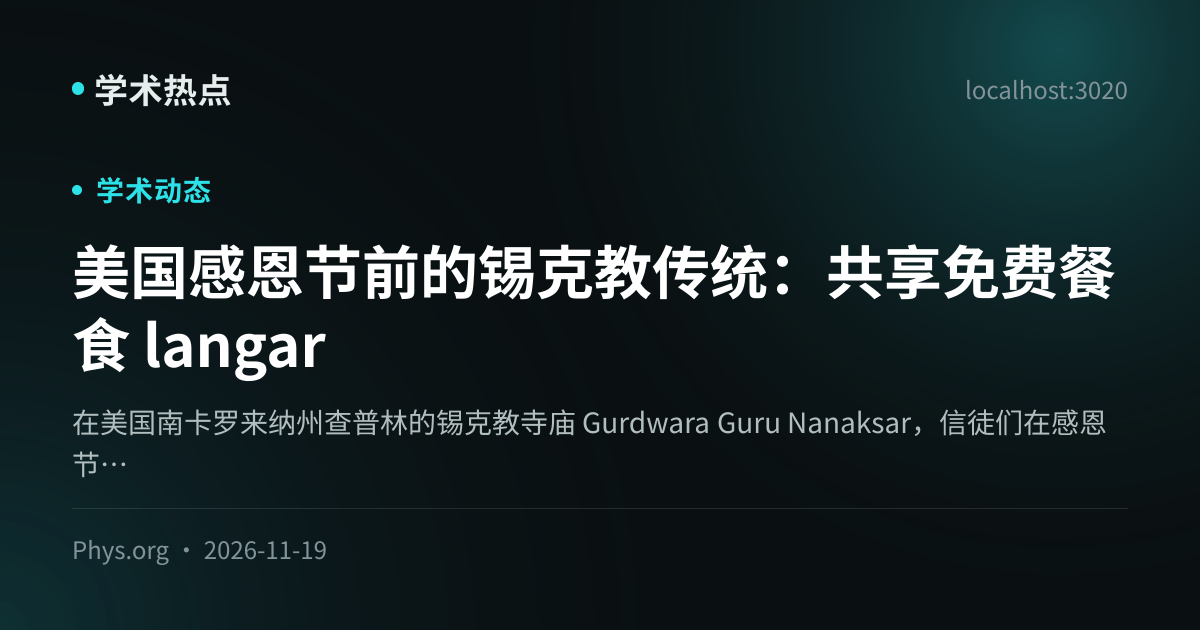 学术热点
localhost:3020
学术动态
美国感恩节前的锡克教传统：共享免费餐
食 langar
在美国南卡罗来纳州查普林的锡克教寺庙 Gurdwara Guru Nanaksar，信徒们在感恩
节…
Phys.org · 2026-11-19